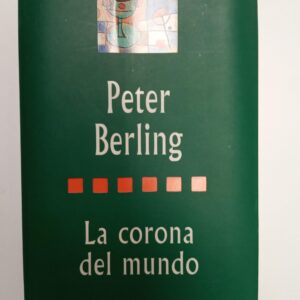 Peter
Berling
La corona
del mundo